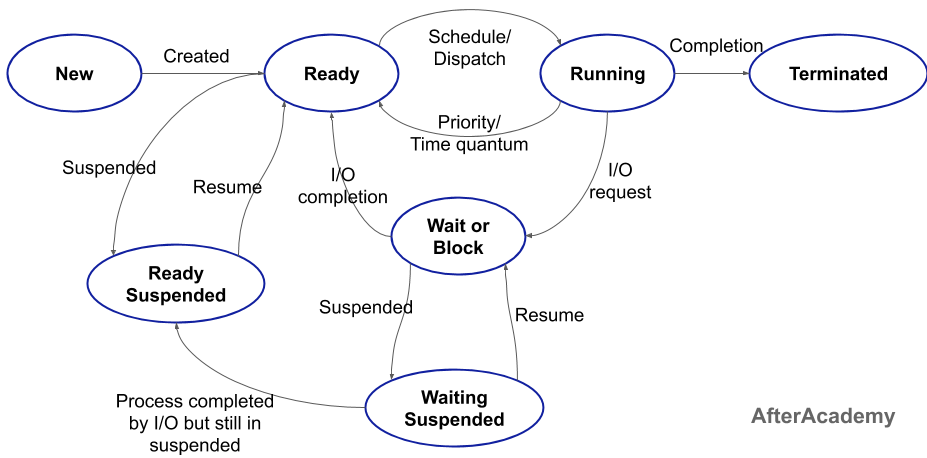 New
Created
Ready
Schedule/
Dispatch
Running
Completion
Terminated
Priority/
Time quantum
Suspended
Resume
I/O
completion
I/O
request
Wait or
Block
Ready
Suspended
Suspended
Resume
Process completed
by I/O but still in
suspended
Waiting
Suspended
AfterAcademy